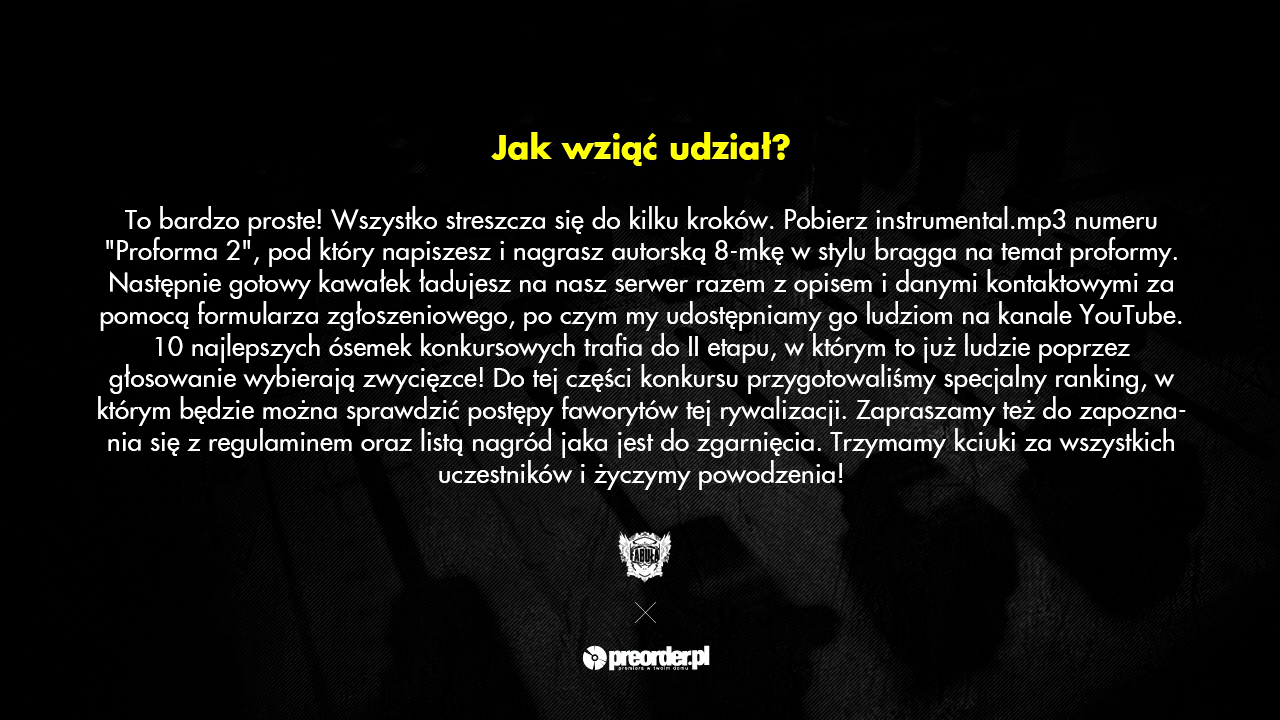 Jak wziąć udział?
To bardzo proste! Wszystko streszcza się do kilku kroków. Pobierz instrumental.mp3 numeru
"Proforma 2", pod który napiszesz i nagrasz autorską 8-mkę w stylu bragga na temat proformy.
Następnie gotowy kawałek ładujesz na nasz serwer razem z opisem i danymi kontaktowymi za
pomocą formularza zgłoszeniowego, po czym my udostępniamy go ludziom na kanale YouTube.
10 najlepszych ósemek konkursowych trafia do II etapu, w którym to już ludzie poprzez
głosowanie wybierają zwycięzce! Do tej części konkursu przygotowaliśmy specjalny ranking, w
którym będzie można sprawdzić postępy faworytów tej rywalizacji. Zapraszamy też do zapozna-
nia się z regulaminem oraz listą nagród jaka jest do zgarnięcia. Trzymamy kciuki za wszystkich
uczestników i życzymy powodzenia!
FABUŁA
preorder.pl
premiera w twoim domu